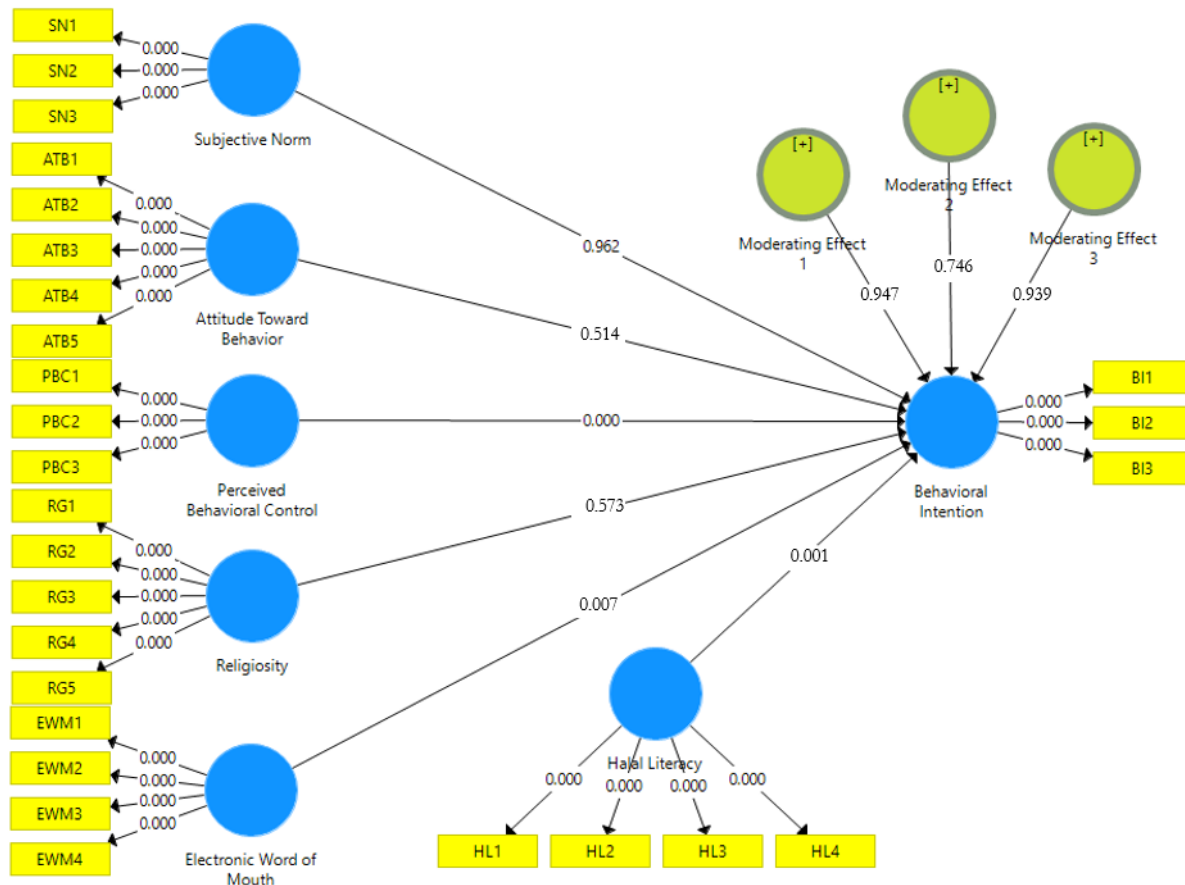 SN1
0.000
SN2
0.000
SN3
0.000
Subjective Norm
ATB1
0.000
ATB2
0.000
ATB3
0.000
ATB4
0.000
ATB5
0.000
Attitude Toward
Behavior
PBC1
0.000
PBC2
0.000
PBC3
0.000
Perceived
Behavioral Control
RG1
0.000
RG2
0.000
RG3
0.000
RG4
0.000
RG5
0.000
Religiosity
EWM1
0.000
EWM2
0.000
EWM3
0.000
EWM4
0.000
Electronic Word of
Mouth
0.962
0.514
0.000
0.573
0.007
0.001
[+]
Moderating Effect
1
0.947
[+]
Moderating Effect
2
0.746
[+]
Moderating Effect
3
0.939
Behavioral
Intention
0.000
BI1
0.000
BI2
0.000
BI3
Halal Literacy
0.000
0.000
0.000
0.000
HL1
HL2
HL3
HL4